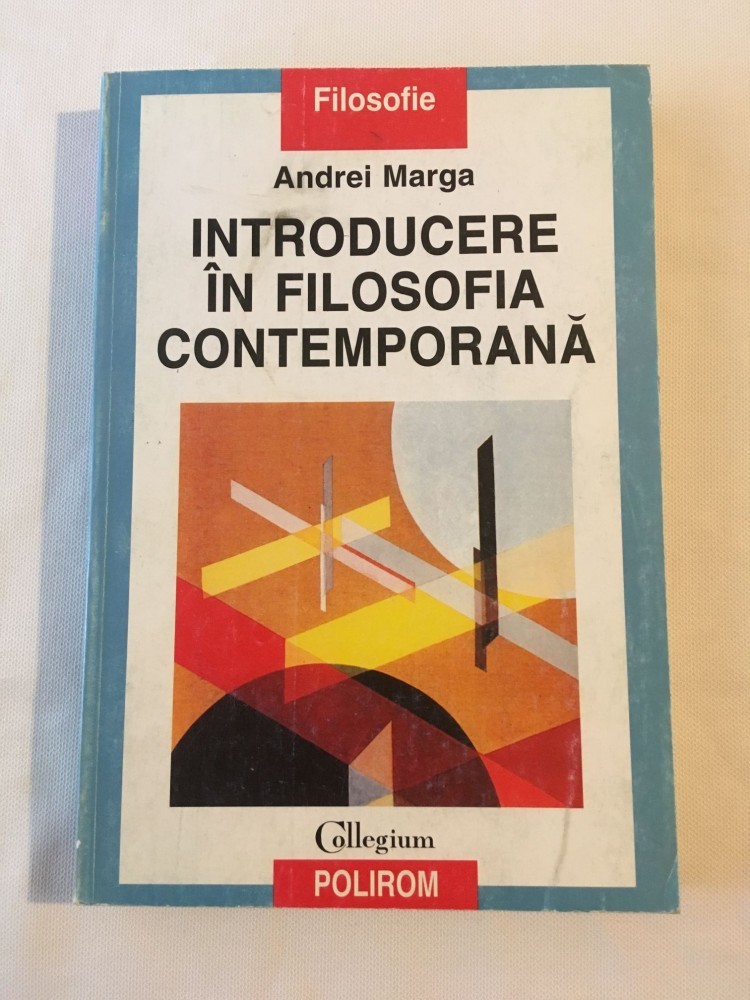 Filosofie
Andrei Marga
INTRODUCERE
ÎN FILOSOFIA
CONTEMPORANĂ
Collegium
POLIROM